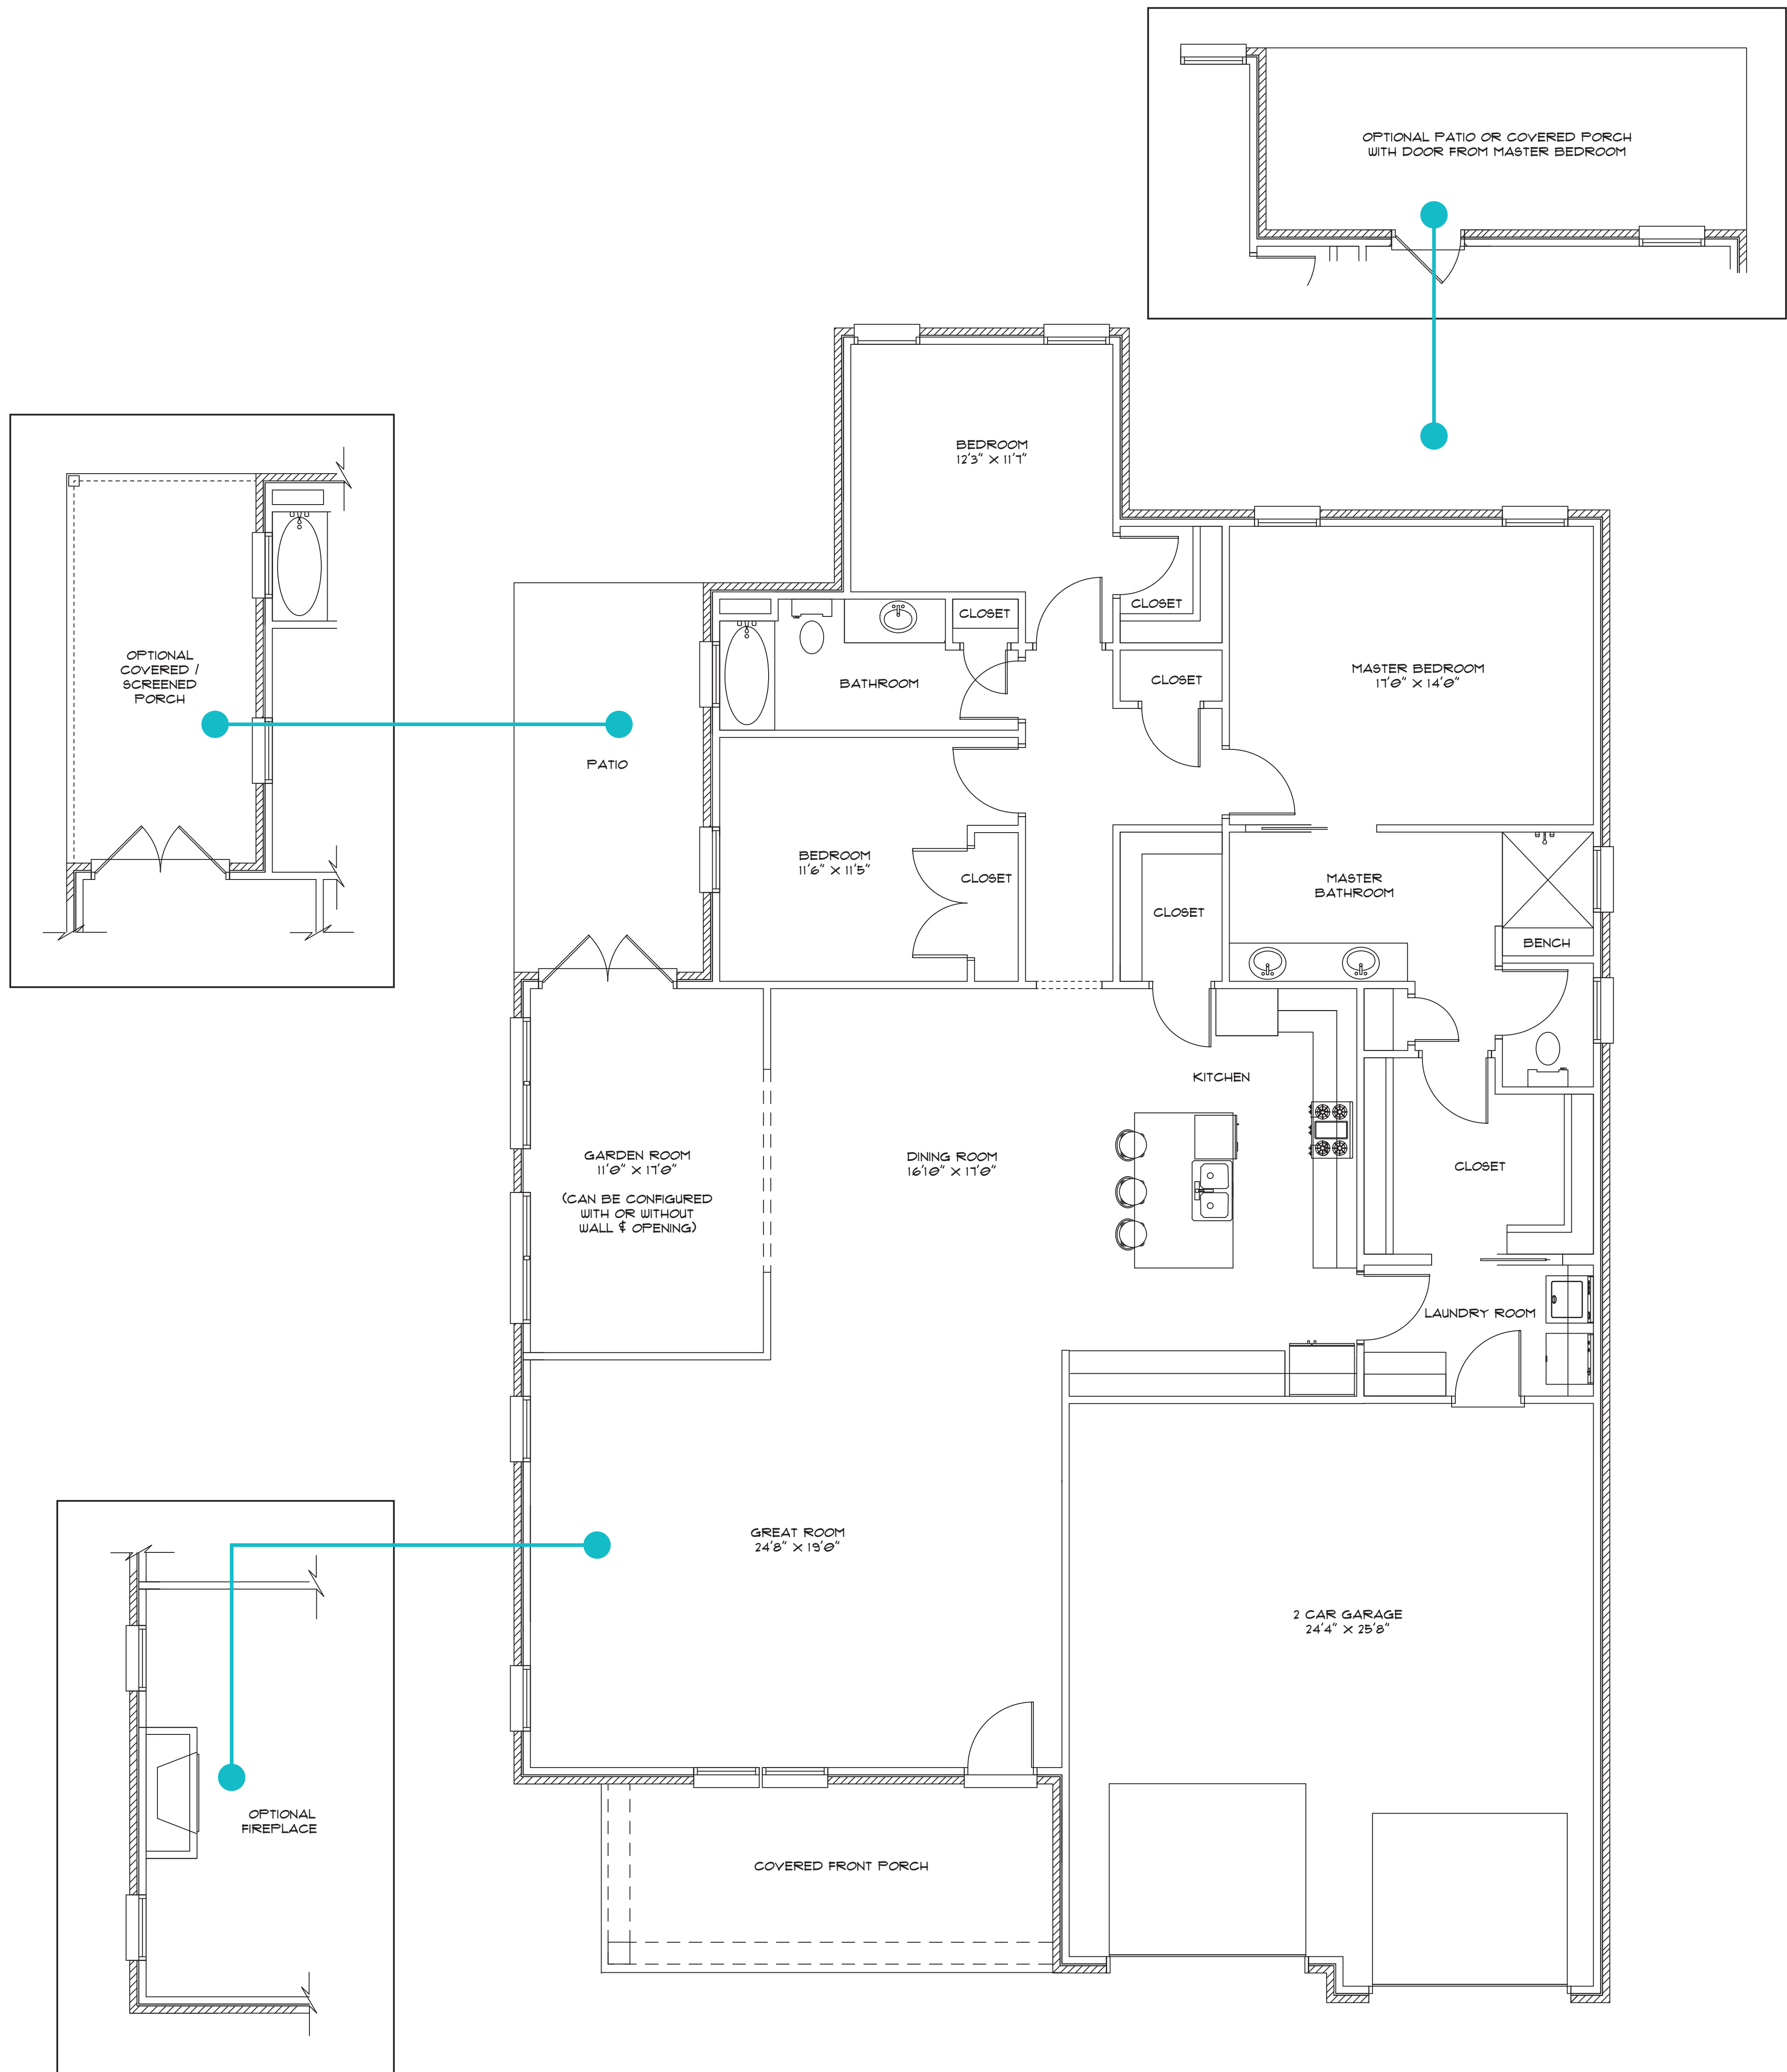 OPTIONAL PATIO OR COVERED PORCH
WITH DOOR FROM MASTER BEDROOM
BEDROOM
12'3" X 11'7"
OPTIONAL
COVERED /
SCREENED
PORCH
CLOSET
CLOSET
CLOSET
BATHROOM
MASTER BEDROOM
17'0" X 14'0"
PATIO
BEDROOM
11'6" X 11'5"
CLOSET
MASTER
BATHROOM
CLOSET
BENCH
KITCHEN
GARDEN ROOM
11'0" X 17'0"
(CAN BE CONFIGURED
WITH OR WITHOUT
WALL & OPENING)
DINING ROOM
16'10" X 17'0"
CLOSET
LAUNDRY ROOM
GREAT ROOM
24'8" X 19'0"
2 CAR GARAGE
24'4" X 25'8"
OPTIONAL
FIREPLACE
COVERED FRONT PORCH